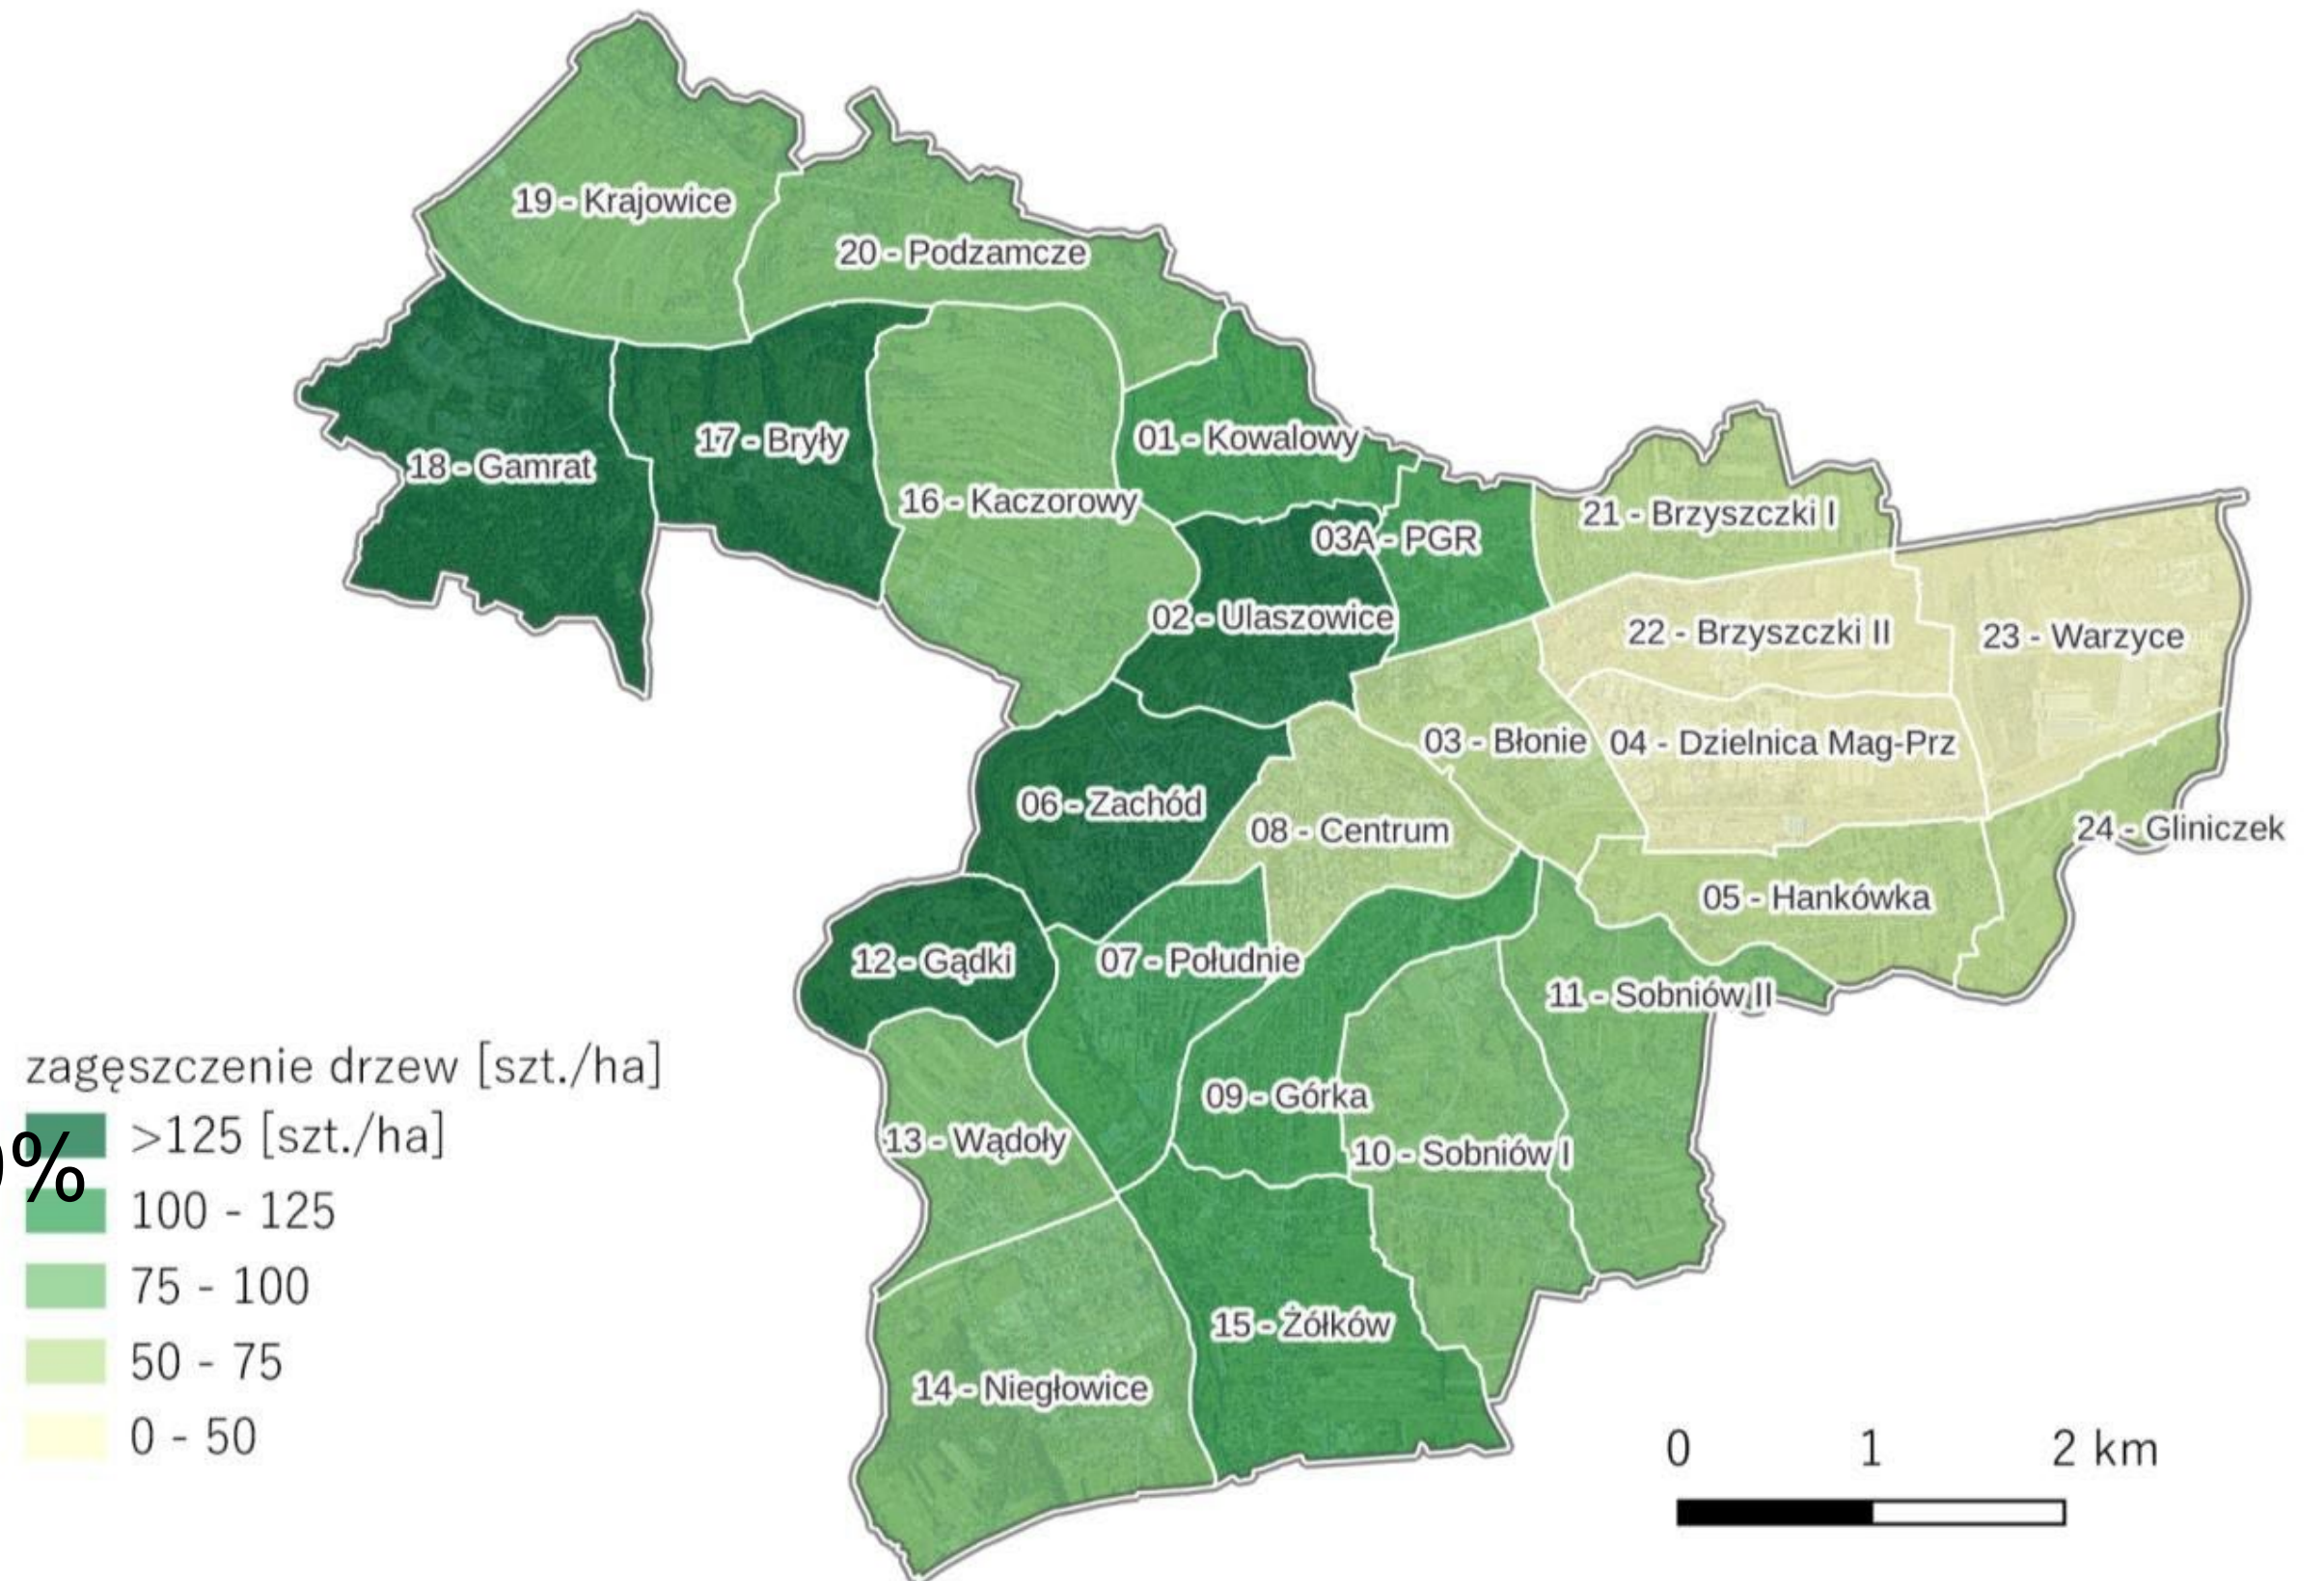 19 - Krajowice
20 - Podzamcze
17 - Bryły
01 - Kowalowy
18 - Gamrat
16 - Kaczorowy
21 - Brzyszczki I
03A - PGR
02 - Ulaszowice
22 - Brzyszczki II
23 - Warzyce
03 - Błonie
04 - Dzielnica Mag-Prz
06 - Zachód
08 - Centrum
24 - Gliniczek
05 - Hankówka
12 - Gądki
07 - Południe
11 - Sobniów II
09 - Górka
13 - Wądoły
10 - Sobniów I
15 - Żółków
14 - Niegłowice
zagęszczenie drzew [szt./ha]
>125 [szt./ha]
%
100 - 125
75 - 100
50 - 75
0 - 50
0 1 2 km